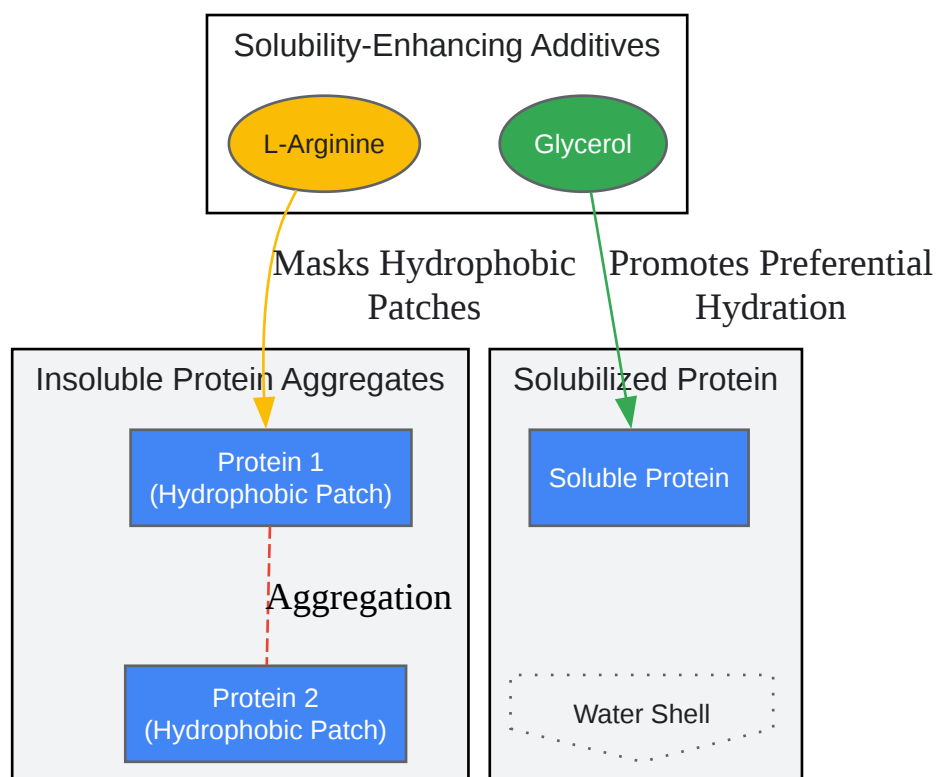 Solubility-Enhancing Additives
L-Arginine
Glycerol
Masks Hydrophobic
Patches
Promotes Preferential
Hydration
Insoluble Protein Aggregates
Protein 1
(Hydrophobic Patch)
Aggregation
Protein 2
(Hydrophobic Patch)
Solubilized Protein
Soluble Protein
Water Shell